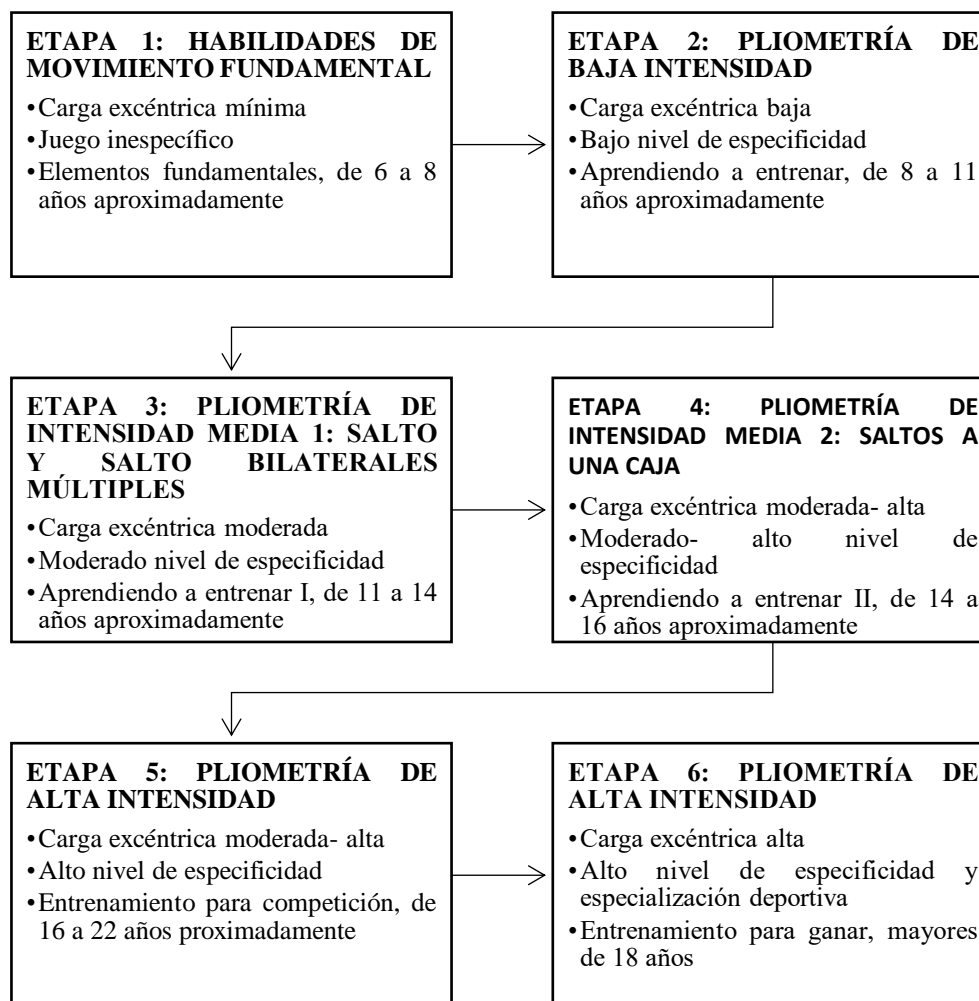 ETAPA 1: HABILIDADES DE
MOVIMIENTO FUNDAMENTAL
•Carga excéntrica mínima
•Juego inespecífico
•Elementos fundamentales, de 6 a 8
años aproximadamente
ETAPA 2: PLIOMETRÍA DE
BAJA INTENSIDAD
•Carga excéntrica baja
•Bajo nivel de especificidad
•Aprendiendo a entrenar, de 8 a 11
años aproximadamente
ETAPA 3: PLIOMETRÍA DE
INTENSIDAD MEDIA 1: SALTO
Y SALTO BILATERALES
MÚLTIPLES
•Carga excéntrica moderada
•Moderado nivel de especificidad
•Aprendiendo a entrenar I, de 11 a 14
años aproximadamente
ETAPA 4: PLIOMETRÍA DE
INTENSIDAD MEDIA 2: SALTOS A
UNA CAJA
•Carga excéntrica moderada- alta
•Moderado- alto nivel de
especificidad
•Aprendiendo a entrenar II, de 14 a
16 años aproximadamente
ETAPA 5: PLIOMETRÍA DE
ALTA INTENSIDAD
•Carga excéntrica moderada- alta
•Alto nivel de especificidad
•Entrenamiento para competición, de
16 a 22 años proximadamente
ETAPA 6: PLIOMETRÍA DE
ALTA INTENSIDAD
•Carga excéntrica alta
•Alto nivel de especificidad y
especialización deportiva
•Entrenamiento para ganar, mayores
de 18 años